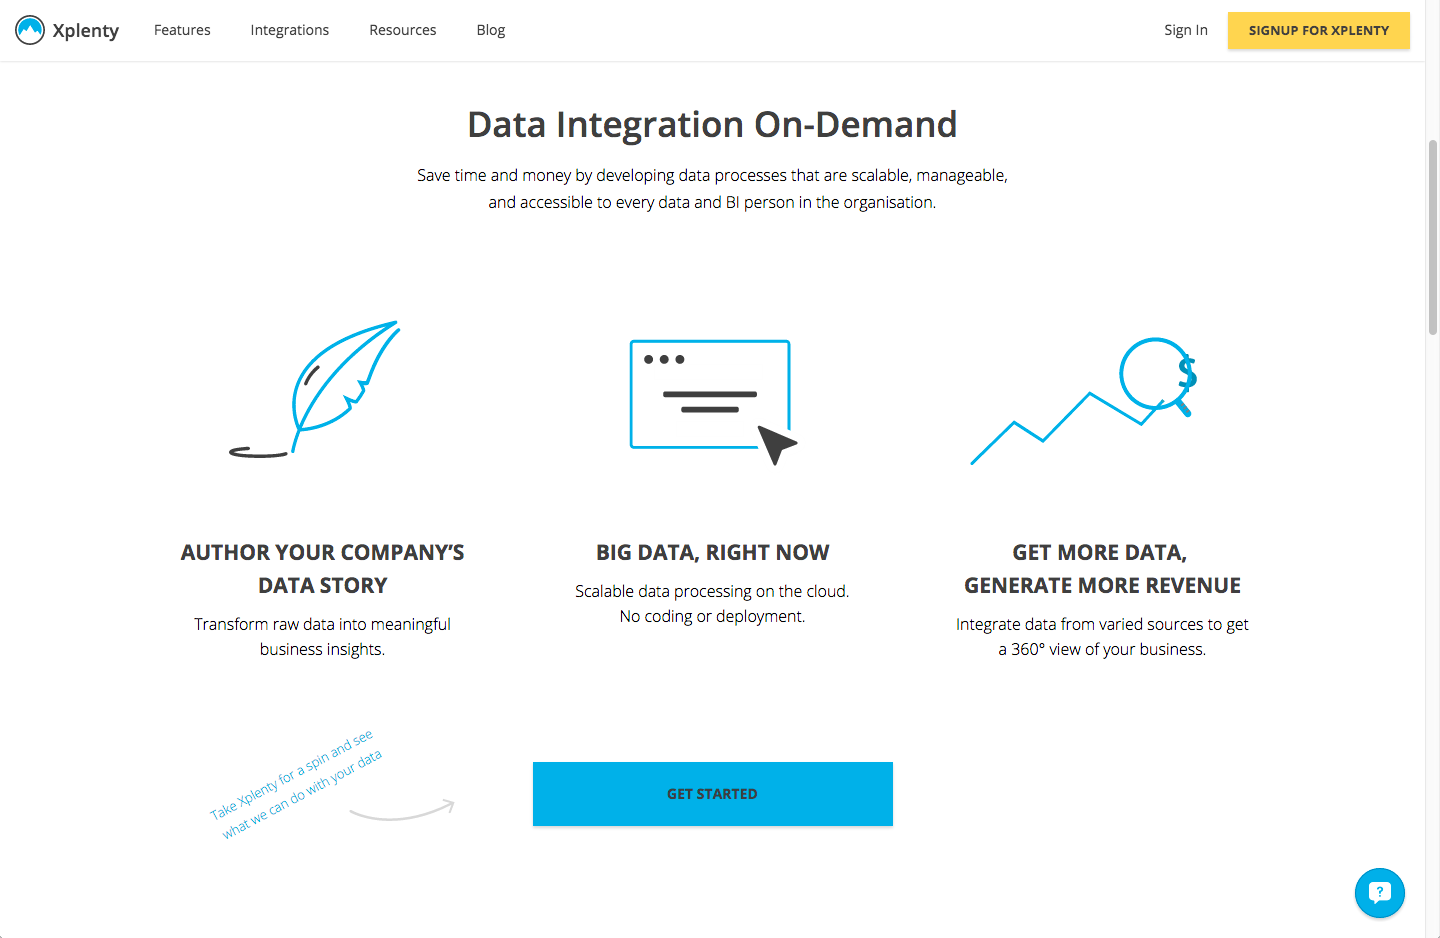 Xplenty
Features
Integrations
Resources
Blog
Sign In
SIGNUP FOR XPLENTY
Data Integration On-Demand
Save time and money by developing data processes that are scalable, manageable,
and accessible to every data and BI person in the organisation.
$
AUTHOR YOUR COMPANY’S
DATA STORY
Transform raw data into meaningful
business insights.
BIG DATA, RIGHT NOW
Scalable data processing on the cloud.
No coding or deployment.
GET MORE DATA,
GENERATE MORE REVENUE
Integrate data from varied sources to get
a 360° view of your business.
Take Xplenty for a spin and see
what we can do with your data
GET STARTED
?